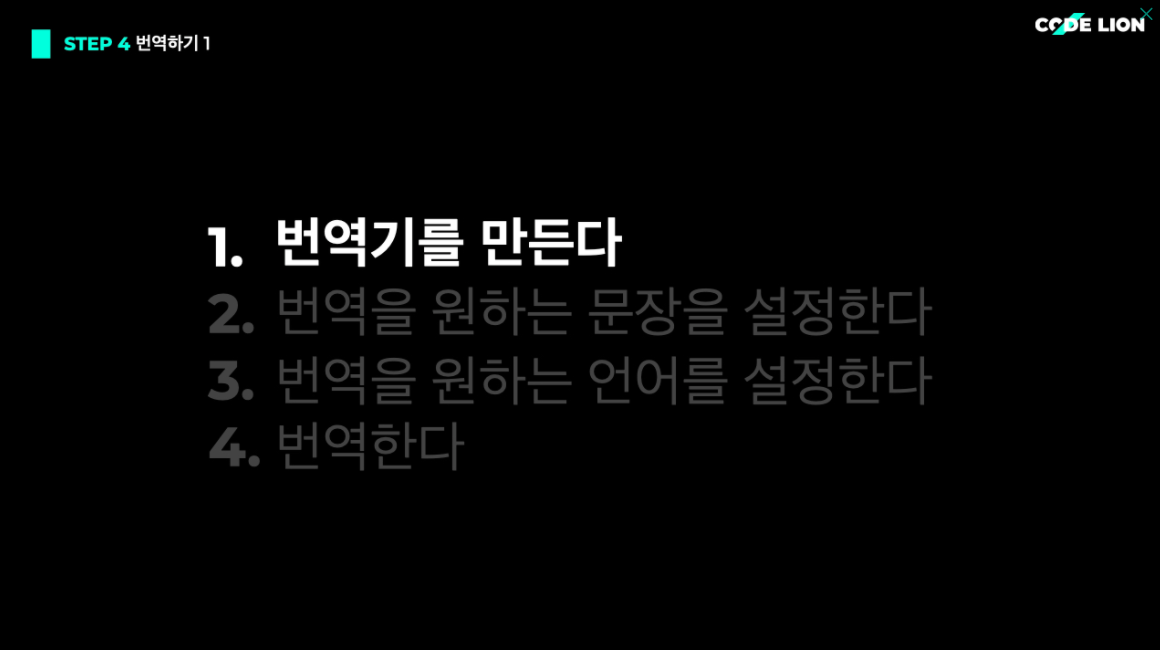 STEP 4 번역하기 1
CODE LION
1. 번역기를 만든다
2. 번역을 원하는 문장을 설정한다
3. 번역을 원하는 언어를 설정한다
4. 번역한다